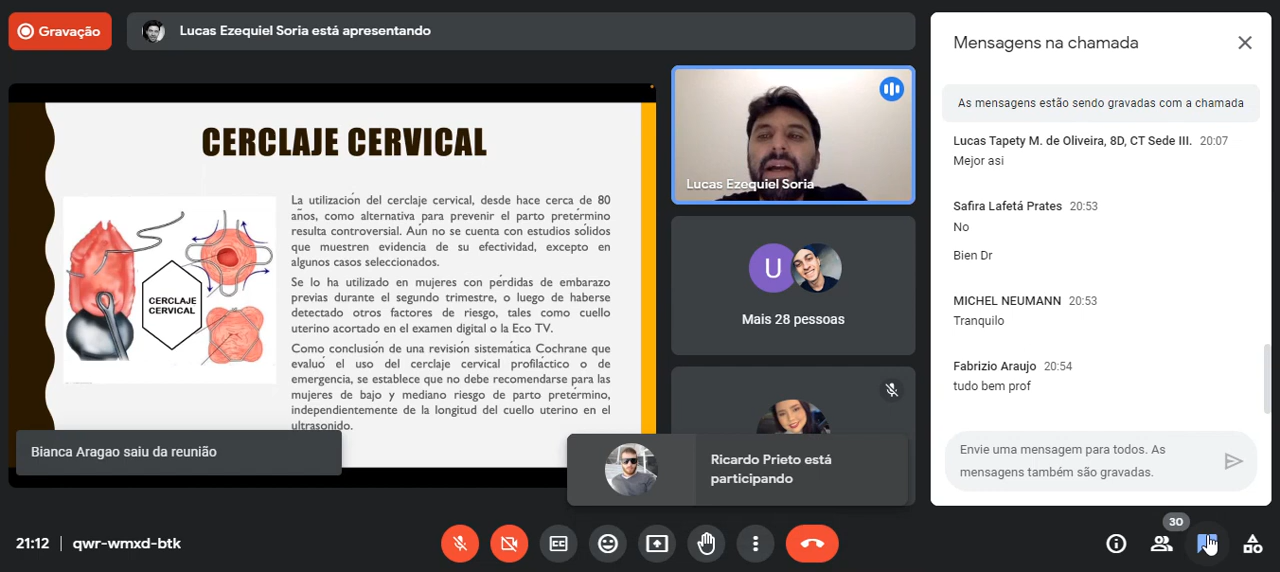 Gravação
Lucas Ezequiel Soria está apresentando
CERCLAJE CERVICAL
CERCLAJE
CERVICAL
La utilización del cerclaje cervical, desde hace cerca de 80
años, como alternativa para prevenir el parto pretérmino
resulta controversial. Aún no se cuenta con estudios sólidos
que muestren evidencia de su efectividad, excepto en
algunos casos seleccionados.
Se lo ha utilizado en mujeres con pérdidas de embarazo
previas durante el segundo trimestre, o luego de haberse
detectado otros factores de riesgo, tales como cuello
uterino acortado en el examen digital o la Eco TV.
Como conclusión de una revisión sistemática Cochrane que
evaluó el uso del cerclaje cervical profiláctico o de
emergencia, se establece que no debe recomendarse para las
mujeres de bajo y mediano riesgo de parto pretérmino,
independientemente de la longitud del cuello uterino en el
ultrasonido.
Bianca Aragao saiu da reunião
Lucas Ezequiel Soria
U
Mais 28 pessoas
Ricardo Prieto está
participando
Mensagens na chamada
As mensagens estão sendo gravadas com a chamada
Lucas Tapety M. de Oliveira, 8D, CT Sede III. 20:07
Mejor asi
Safira Lafetá Prates 20:53
No
Bien Dr
MICHEL NEUMANN 20:53
Tranquilo
Fabrizio Araujo 20:54
tudo bem prof
Envie uma mensagem para todos. As
mensagens também são gravadas.
21:12 | qwr-wmxd-btk
CC
30